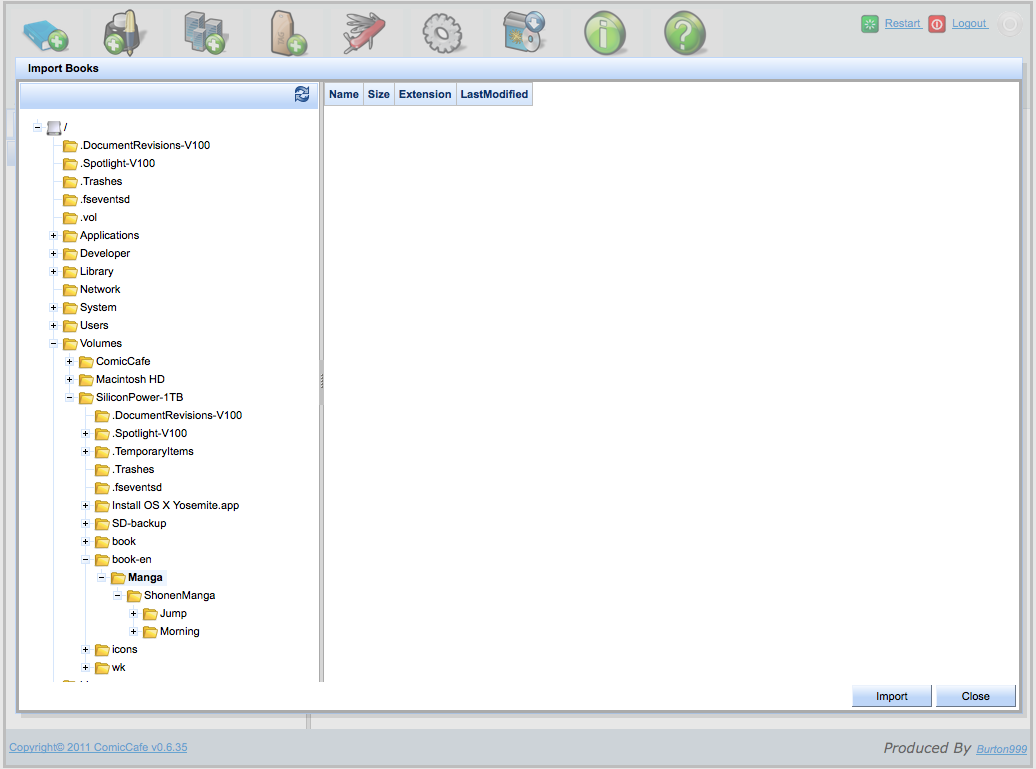 Restart
Logout
Import Books
Name Size Extension LastModified
/
.DocumentRevisions-V100
.Spotlight-V100
.Trashes
.fseventsd
.vol
Applications
Developer
Library
Network
System
Users
Volumes
ComicCafe
Macintosh HD
SiliconPower-1TB
.DocumentRevisions-V100
.Spotlight-V100
.TemporaryItems
.Trashes
.fseventsd
Install OS X Yosemite.app
SD-backup
book
book-en
Manga
ShonenManga
Jump
Morning
icons
wk
Import Close
Copyright© 2011 ComicCafe v0.6.35
Produced By Burton999